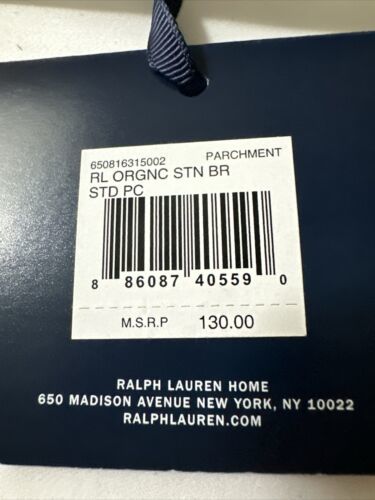 650816315002 PARCHMENT
RL ORGNC STN BR
STD PC
8 86087 40559 0
M.S.R.P 130.00
RALPH LAUREN HOME
650 MADISON AVENUE NEW YORK, NY 10022
RALPHLAUREN.COM